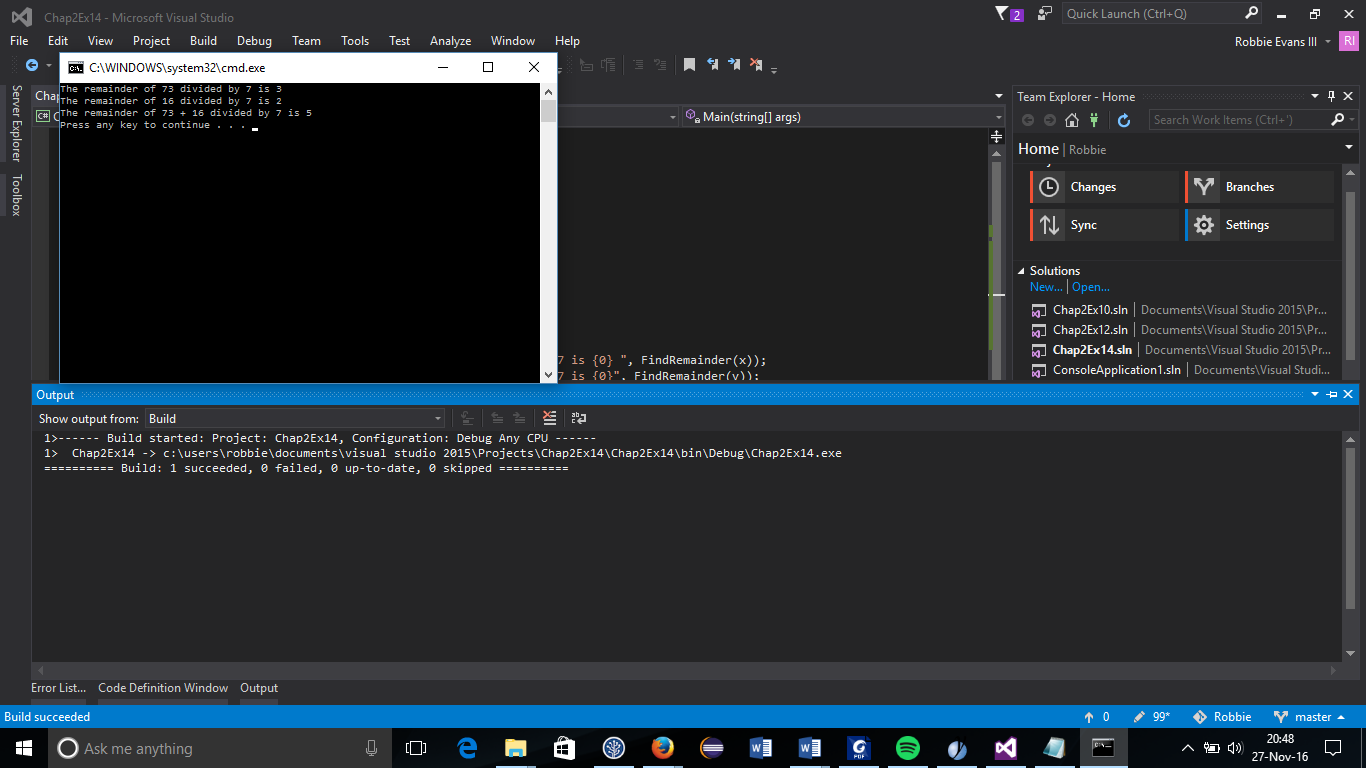 Chap2Ex14 - Microsoft Visual Studio
2
Quick Launch (Ctrl+Q)
File Edit View Project Build Debug Team Tools Test Analyze Window Help
Robbie Evans III
RI
C:\WINDOWS\system32\cmd.exe
The remainder of 73 divided by 7 is 3
The remainder of 16 divided by 7 is 2
The remainder of 73 + 16 divided by 7 is 5
Press any key to continue . . .
Server Explorer
Toolbox
Chap
C#
Main(string[] args)
7 is {0} ", FindRemainder(x));
7 is {0}", FindRemainder(y));
Team Explorer - Home
Search Work Items (Ctrl+')
Home | Robbie
Changes
Branches
Sync
Settings
Solutions
New... | Open...
Chap2Ex10.sln | Documents\Visual Studio 2015\Pr...
Chap2Ex12.sln | Documents\Visual Studio 2015\Pr...
Chap2Ex14.sln | Documents\Visual Studio 2015\Pr...
ConsoleApplication1.sln | Documents\Visual Studi...
Output
Show output from: Build
1>------ Build started: Project: Chap2Ex14, Configuration: Debug Any CPU ------
1>  Chap2Ex14 -> c:\users\robbie\documents\visual studio 2015\Projects\Chap2Ex14\Chap2Ex14\bin\Debug\Chap2Ex14.exe
========== Build: 1 succeeded, 0 failed, 0 up-to-date, 0 skipped ==========
Error List... Code Definition Window Output
Build succeeded
0 99* Robbie master
Ask me anything
20:48
27-Nov-16